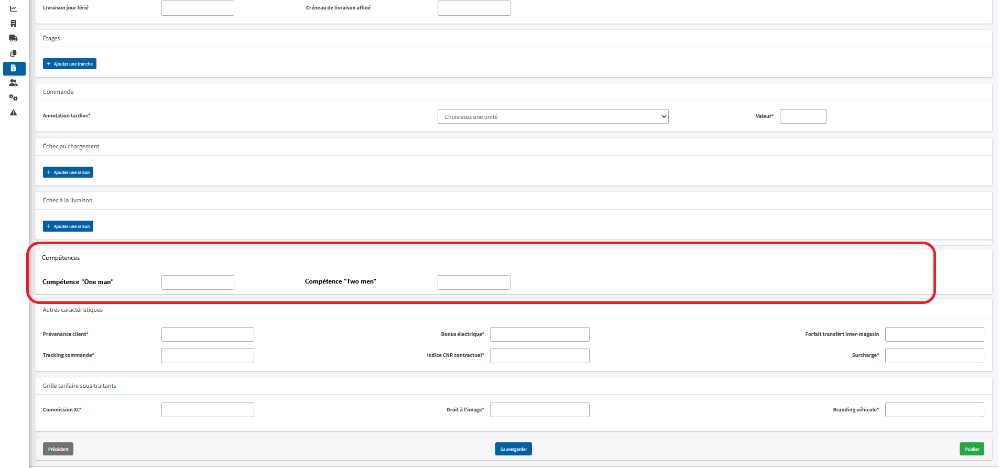 Livraison jour férié Créneau de livraison affiné
Étages
+ Ajouter une tranche
Commande
Annulation tardive* Choisissez une unité Valeur*
Échec au chargement
+ Ajouter une raison
Échec à la livraison
+ Ajouter une raison
Compétences
Compétence "One man" Compétence "Two men"
Autres caractéristiques
Prévenance client* Bonus électrique* Forfait transfert inter-magasin
Tracking commande* Indice CNR contractuel* Surcharge*
Grille tarifaire sous-traitants
Commission XL* Droit à l'image* Branding véhicule*
Précédent Sauvergarder Publier